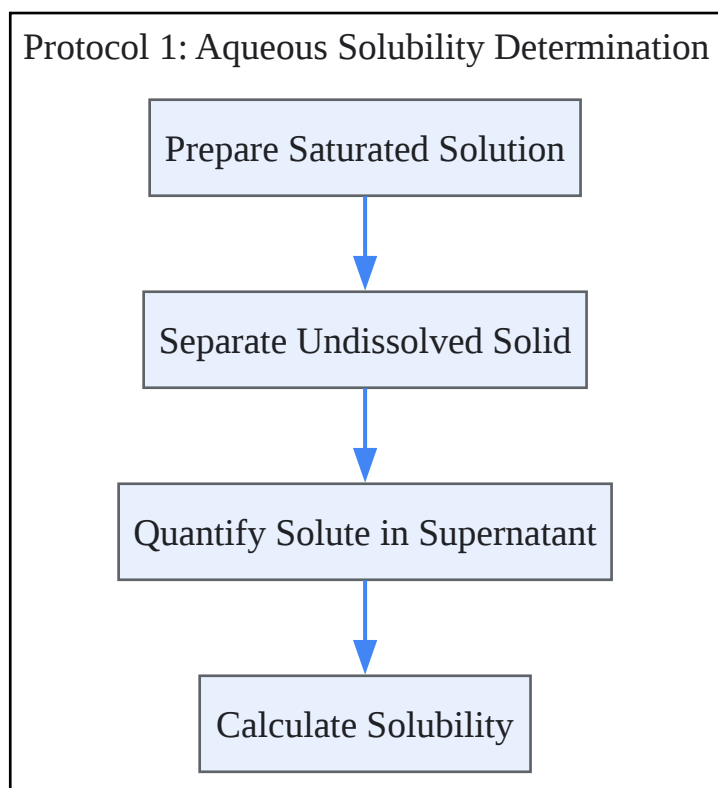 Protocol 1: Aqueous Solubility Determination
Prepare Saturated Solution
Separate Undissolved Solid
Quantify Solute in Supernatant
Calculate Solubility